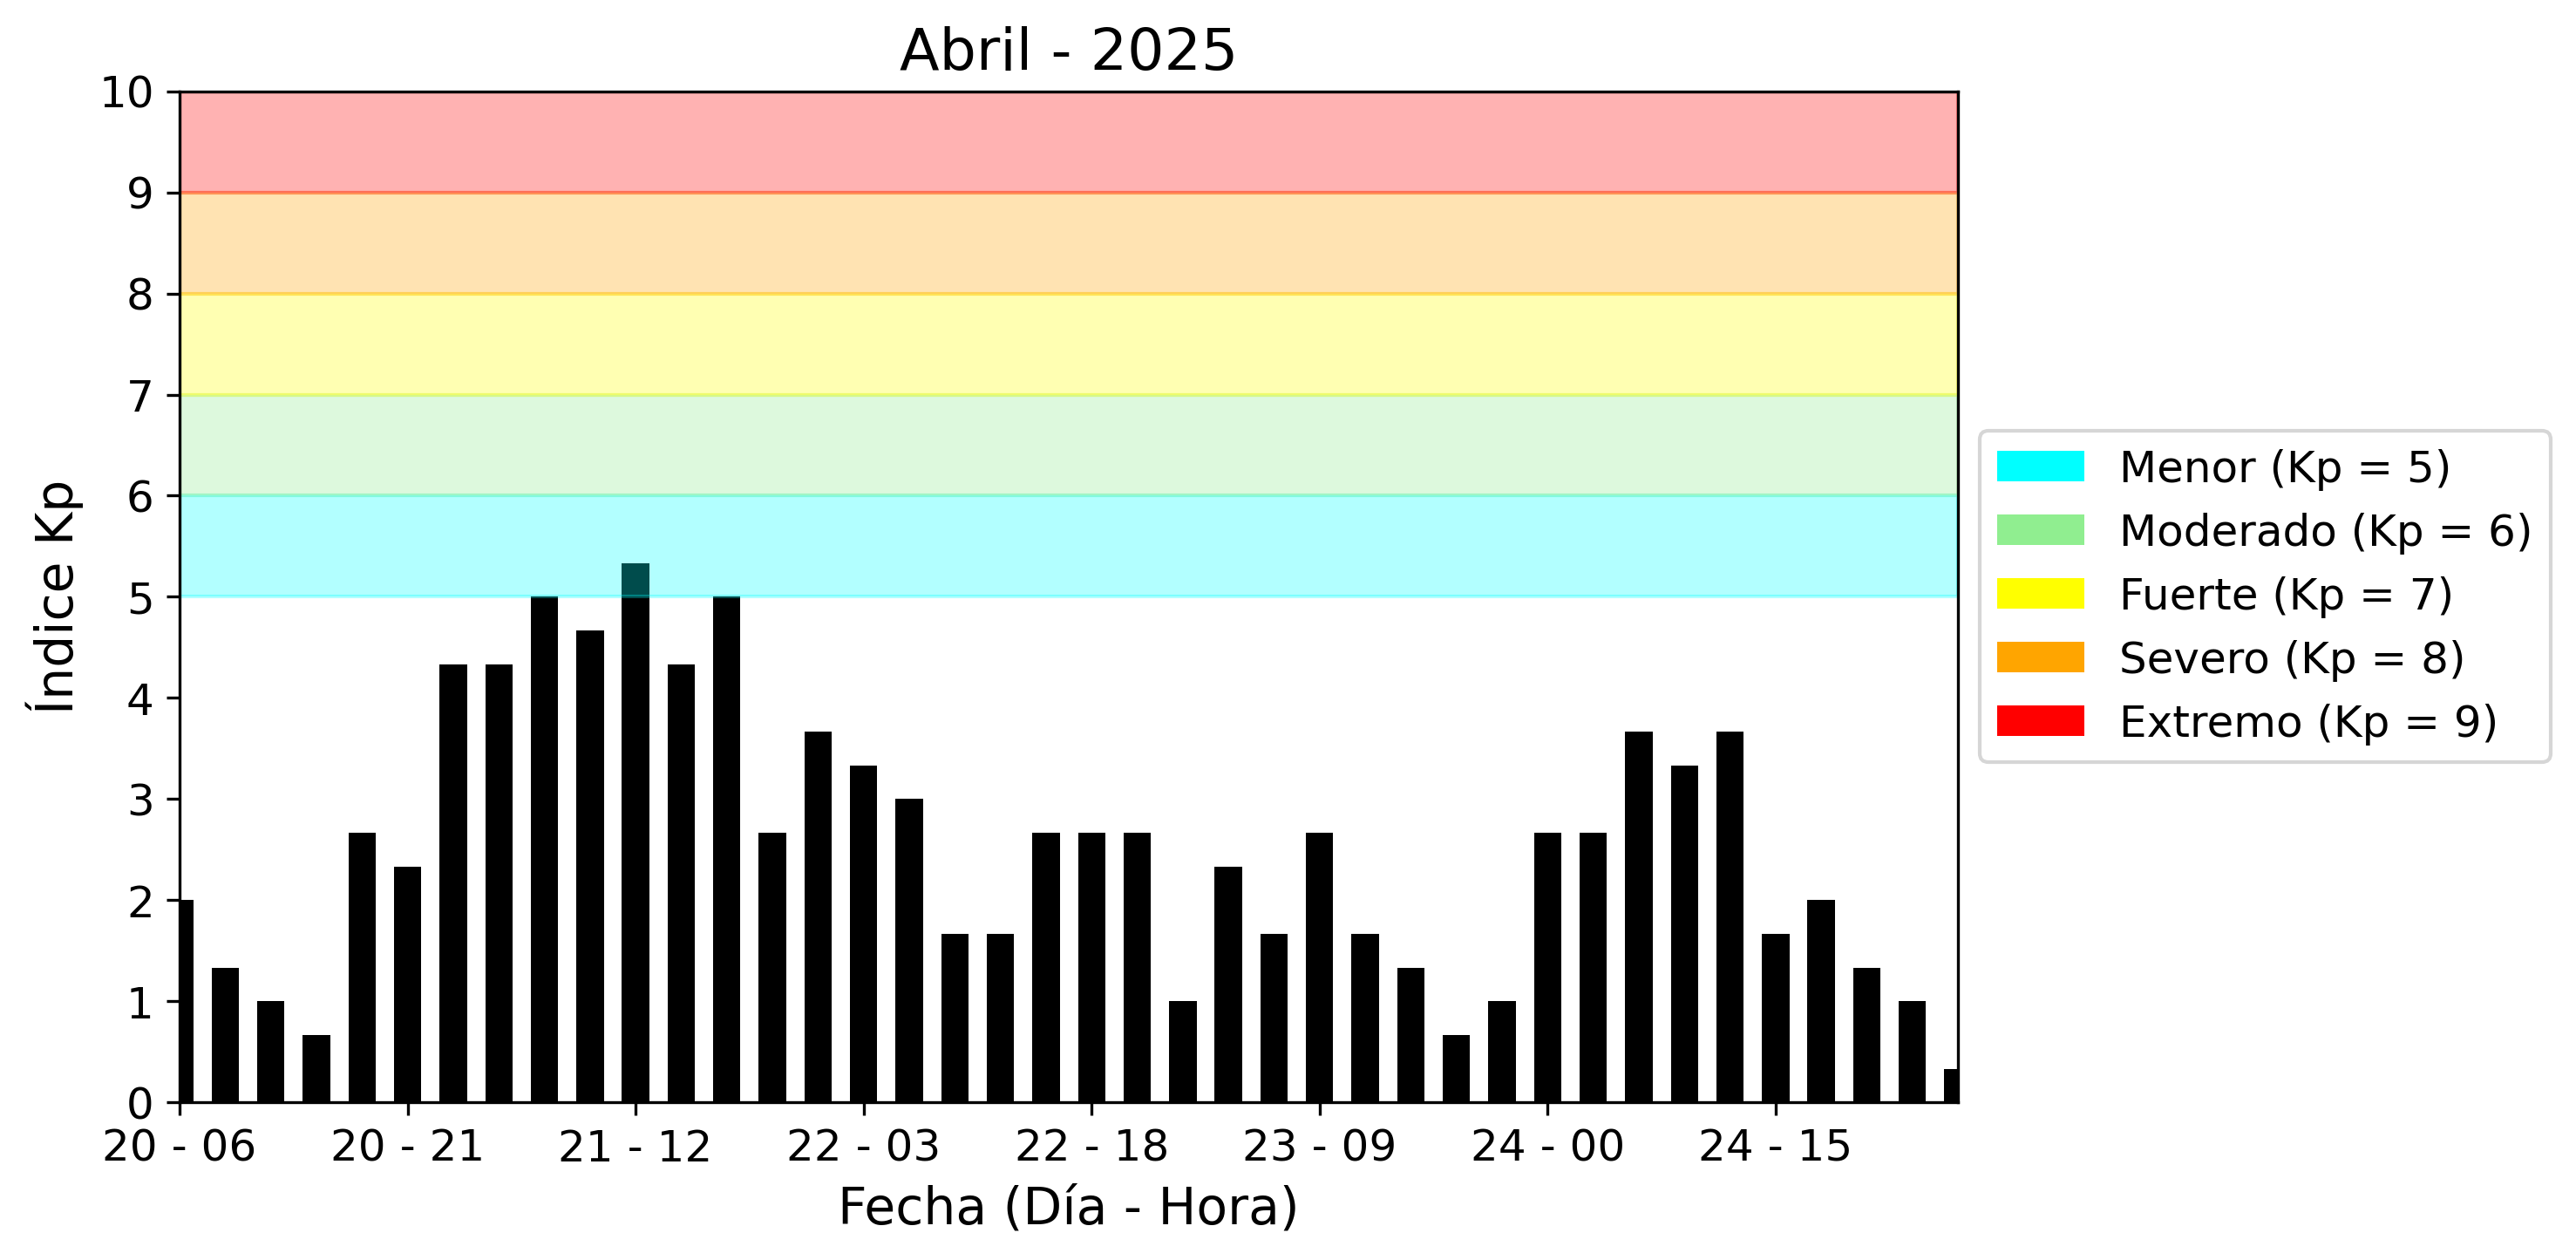 Abril - 2025
10
9
8
7
6
5
4
3
2
1
0
Índice Kp
20 - 06
20 - 21
21 - 12
22 - 03
22 - 18
23 - 09
24 - 00
24 - 15
Fecha (Día - Hora)
Menor (Kp = 5)
Moderado (Kp = 6)
Fuerte (Kp = 7)
Severo (Kp = 8)
Extremo (Kp = 9)